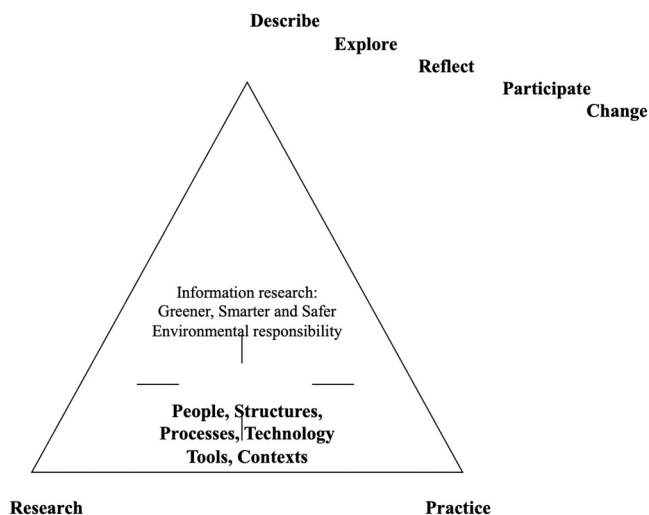 Describe
Explore
Reflect
Participate
Change
Information research:
Greener, Smarter and Safer
Environmental responsibility
People, Structures,
Processes, Technology
Tools, Contexts
Research
Practice